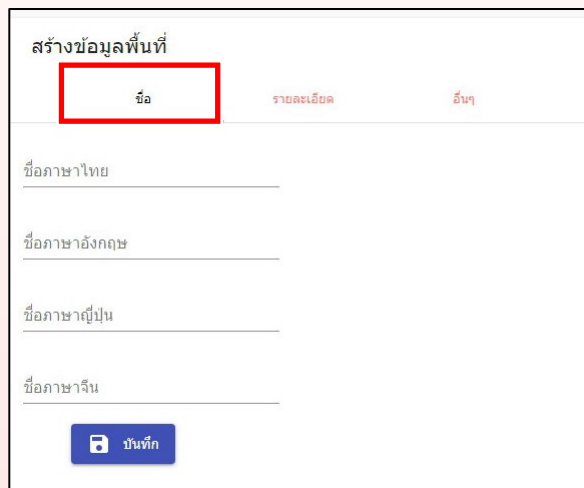 สร้างข้อมูลพื้นที่
ชื่อ รายละเอียด อื่นๆ
ชื่อภาษาไทย
ชื่อภาษาอังกฤษ
ชื่อภาษาญี่ปุ่น
ชื่อภาษาจีน
บันทึก